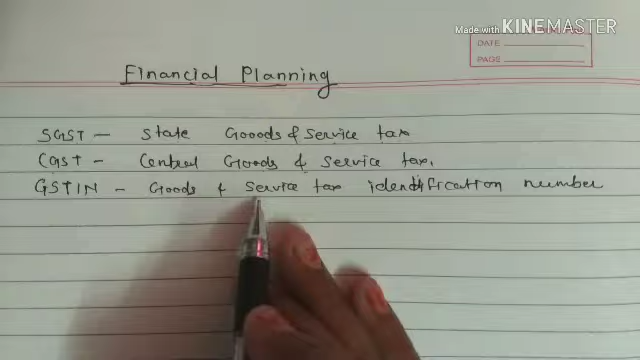 Made with KINEMASTER
DATE
PAGE
Financial Planning
SGST - State Gooods & Service tax
CGST - Central Goods & Service tax.
GSTIN - Goods & Service tax identification number